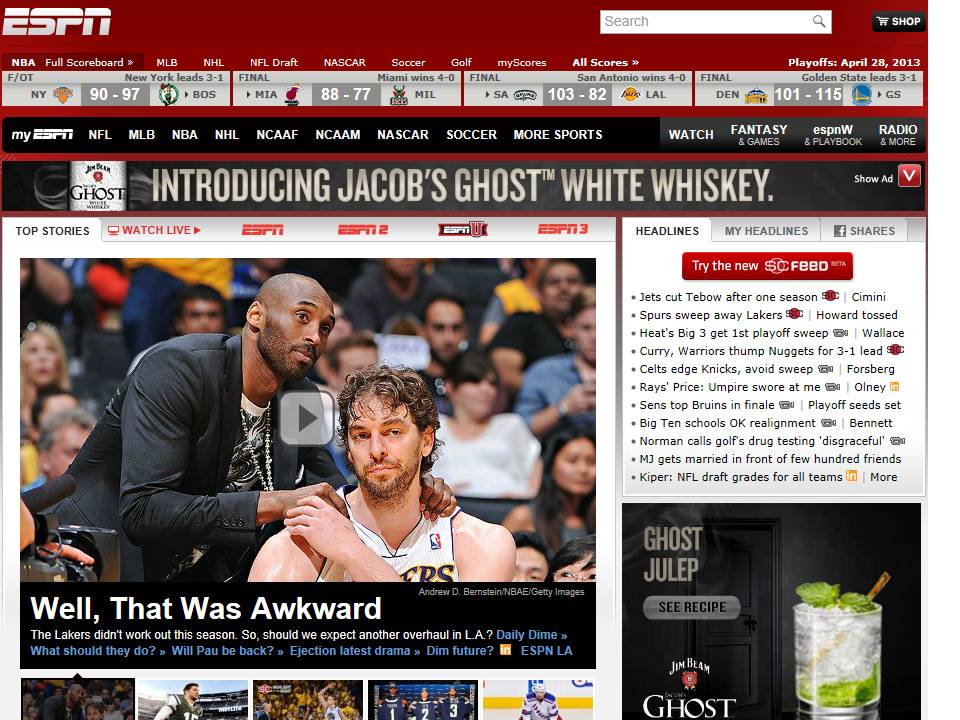 ESPN
Search
SHOP
NBA Full Scoreboard » MLB NHL NFL Draft NASCAR Soccer Golf myScores All Scores » Playoffs: April 28, 2013
F/OT New York leads 3-1
NY 90 - 97 BOS
FINAL Miami wins 4-0
MIA 88 - 77 MIL
FINAL San Antonio wins 4-0
SA 103 - 82 LAL
FINAL Golden State leads 3-1
DEN 101 - 115 GS
myESPN NFL MLB NBA NHL NCAAF NCAAM NASCAR SOCCER MORE SPORTS
WATCH
FANTASY
& GAMES
espnW
& PLAYBOOK
RADIO
& MORE
JIM BEAM
JACOB'S
GHOST
WHITE WHISKEY
INTRODUCING JACOB'S GHOST™ WHITE WHISKEY.
Show Ad
TOP STORIES WATCH LIVE ESPN ESPN2 ESPNU ESPN3
LAKERS
Andrew D. Bernstein/NBAE/Getty Images
Well, That Was Awkward
The Lakers didn't work out this season. So, should we expect another overhaul in L.A.? Daily Dime »
What should they do? » Will Pau be back? » Ejection latest drama » Dim future? in ESPN LA
HEADLINES MY HEADLINES SHARES
Try the new SC FEED BETA
• Jets cut Tebow after one season SC | Cimini
• Spurs sweep away Lakers SC | Howard tossed
• Heat's Big 3 get 1st playoff sweep | Wallace
• Curry, Warriors thump Nuggets for 3-1 lead SC
• Celts edge Knicks, avoid sweep | Forsberg
• Rays' Price: Umpire swore at me | Olney in
• Sens top Bruins in finale | Playoff seeds set
• Big Ten schools OK realignment | Bennett
• Norman calls golf's drug testing 'disgraceful'
• MJ gets married in front of few hundred friends
• Kiper: NFL draft grades for all teams in | More
GHOST
JULEP
SEE RECIPE
JIM BEAM
JACOB'S
GHOST